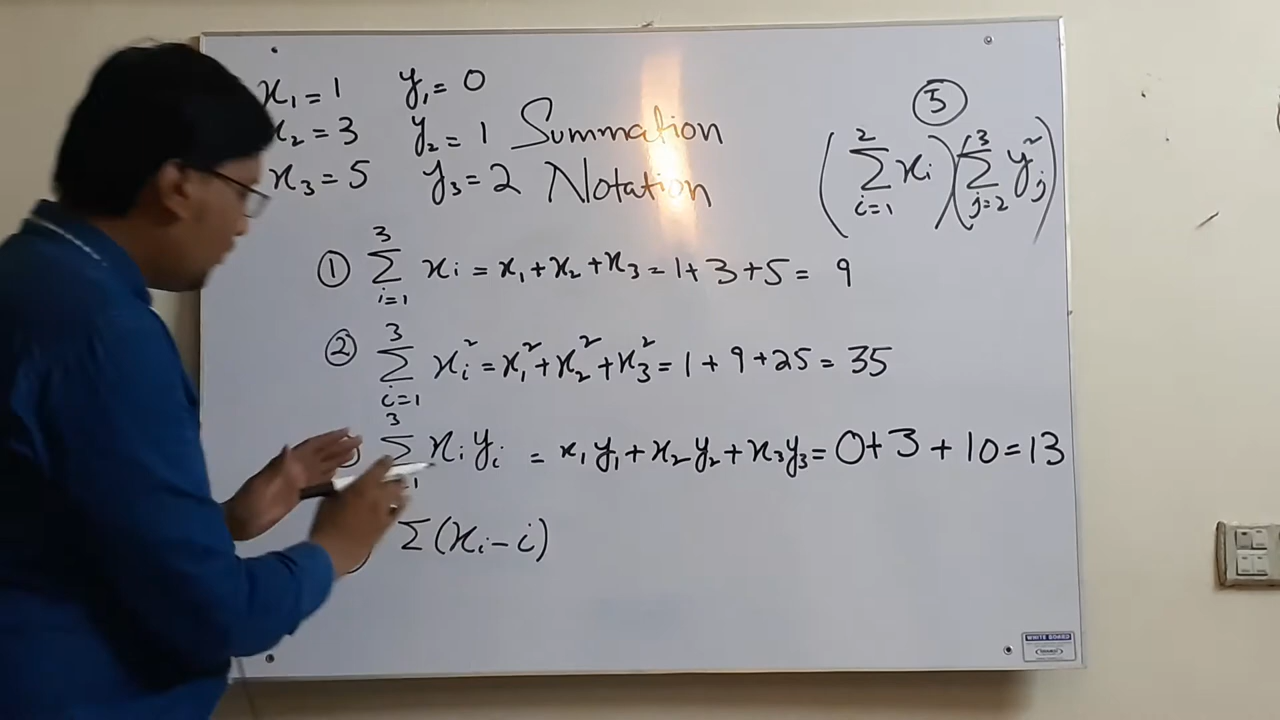 x₁ = 1 y₁ = 0
x₂ = 3 y₂ = 1 Summation
x₃ = 5 y₃ = 2 Notation
⑤
(∑_{i=1}^{2} xᵢ)(∑_{j=2}^{3} yⱼ²)
① ∑_{i=1}^{3} xᵢ = x₁ + x₂ + x₃ = 1 + 3 + 5 = 9
② ∑_{i=1}^{3} xᵢ² = x₁² + x₂² + x₃² = 1 + 9 + 25 = 35
∑^{3} xᵢyᵢ = x₁y₁ + x₂y₂ + x₃y₃ = 0 + 3 + 10 = 13
∑(xᵢ - i)
WHITE BOARD